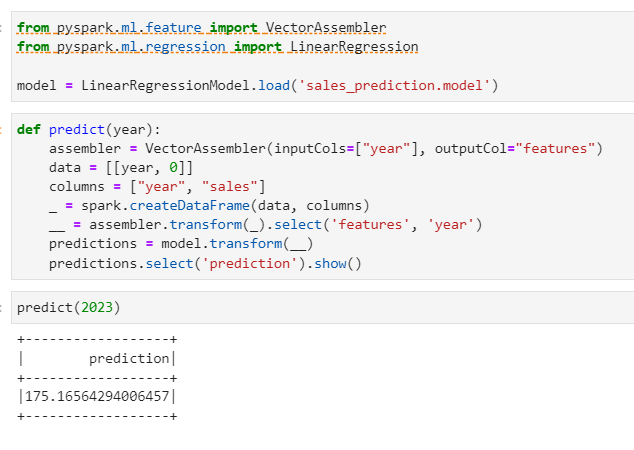 from pyspark.ml.feature import VectorAssembler
from pyspark.ml.regression import LinearRegression
model = LinearRegressionModel.load('sales_prediction.model')
def predict(year):
    assembler = VectorAssembler(inputCols=["year"], outputCol="features")
    data = [[year, 0]]
    columns = ["year", "sales"]
    _ = spark.createDataFrame(data, columns)
    __ = assembler.transform(_).select('features', 'year')
    predictions = model.transform(__)
    predictions.select('prediction').show()
predict(2023)
+------------------+
|        prediction|
+------------------+
|175.16564294006457|
+------------------+